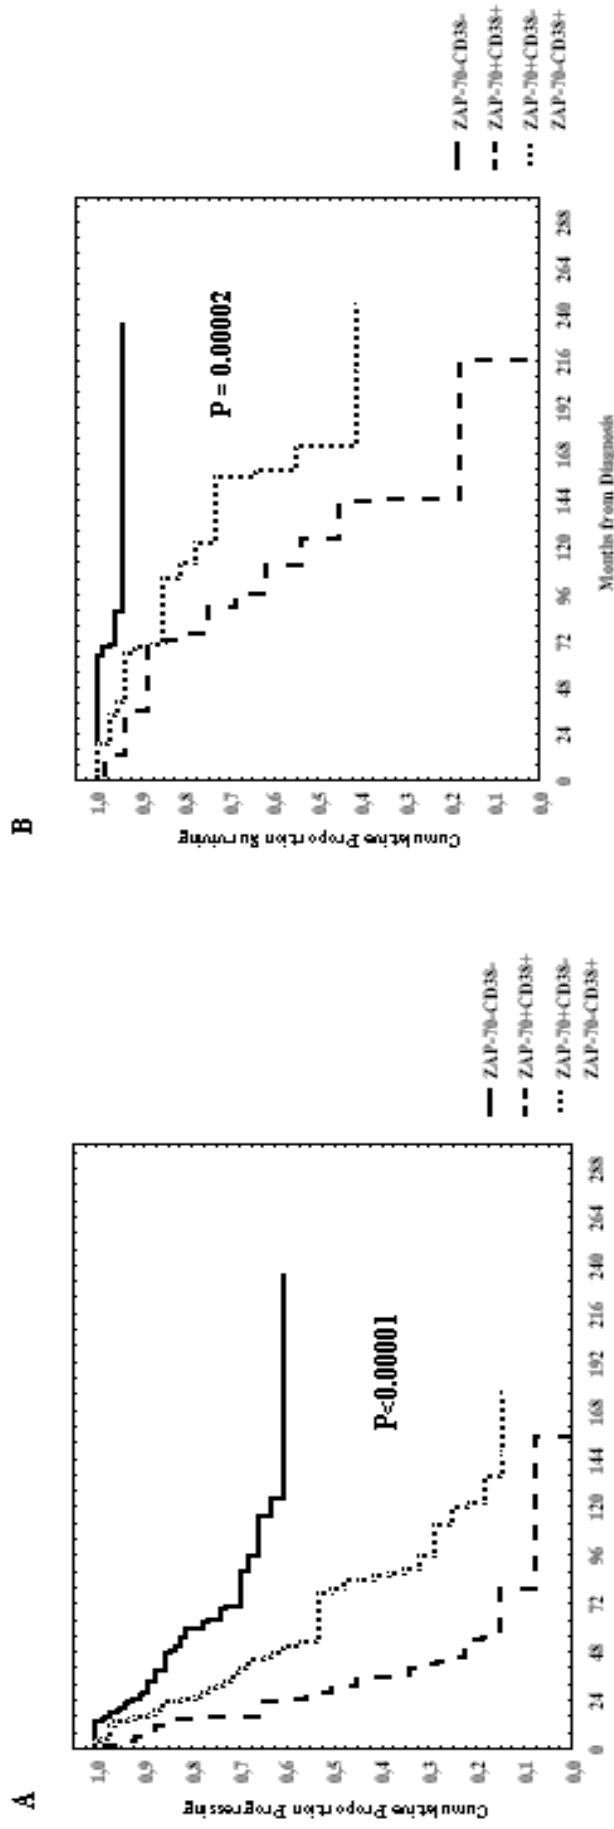 A
Cumulative Proportion Progressing
1,0
0,9
0,8
0,7
0,6
0,5
0,4
0,3
0,2
0,1
0,0
P<0.00001
0 24 48 72 96 120 144 168 192 216 240 264 288
ZAP-70-CD38-
ZAP-70+CD38+
ZAP-70+CD38-
ZAP-70-CD38+
B
Cumulative Proportion Surviving
1,0
0,9
0,8
0,7
0,6
0,5
0,4
0,3
0,2
0,1
0,0
P = 0.00002
0 24 48 72 96 120 144 168 192 216 240 264 288
Months from Diagnosis
ZAP-70-CD38-
ZAP-70+CD38+
ZAP-70+CD38-
ZAP-70-CD38+